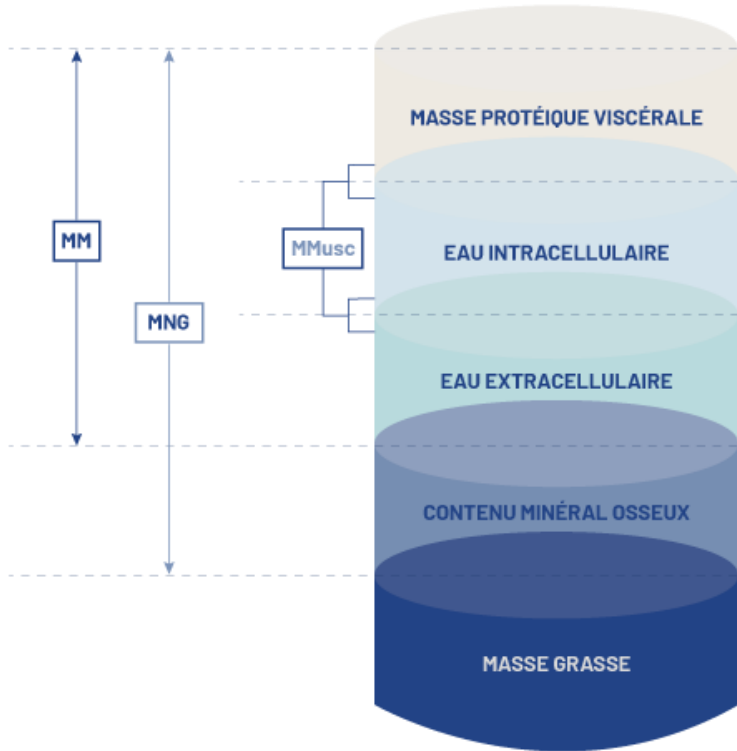 MASSE PROTÉIQUE VISCÉRALE
MM
MMusc
EAU INTRACELLULAIRE
MNG
EAU EXTRACELLULAIRE
CONTENU MINÉRAL OSSEUX
MASSE GRASSE